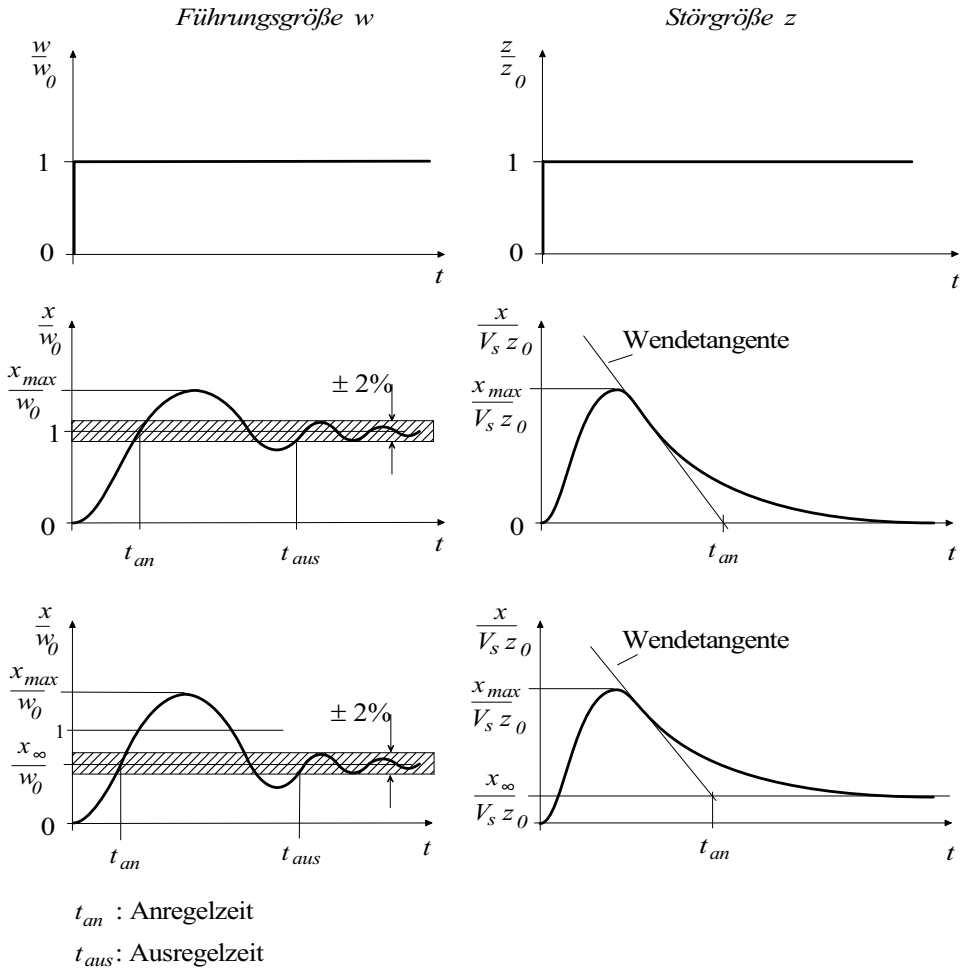 Führungsgröße w
Störgröße z
w
w0
1
0
t
z
z0
1
0
t
x
w0
xmax
w0
1
0
± 2%
tan
taus
t
x
Vs z0
xmax
Vs z0
0
Wendetangente
tan
t
x
w0
xmax
w0
1
x∞
w0
0
± 2%
tan
taus
t
x
Vs z0
xmax
Vs z0
x∞
Vs z0
0
Wendetangente
tan
t
tan : Anregelzeit
taus : Ausregelzeit